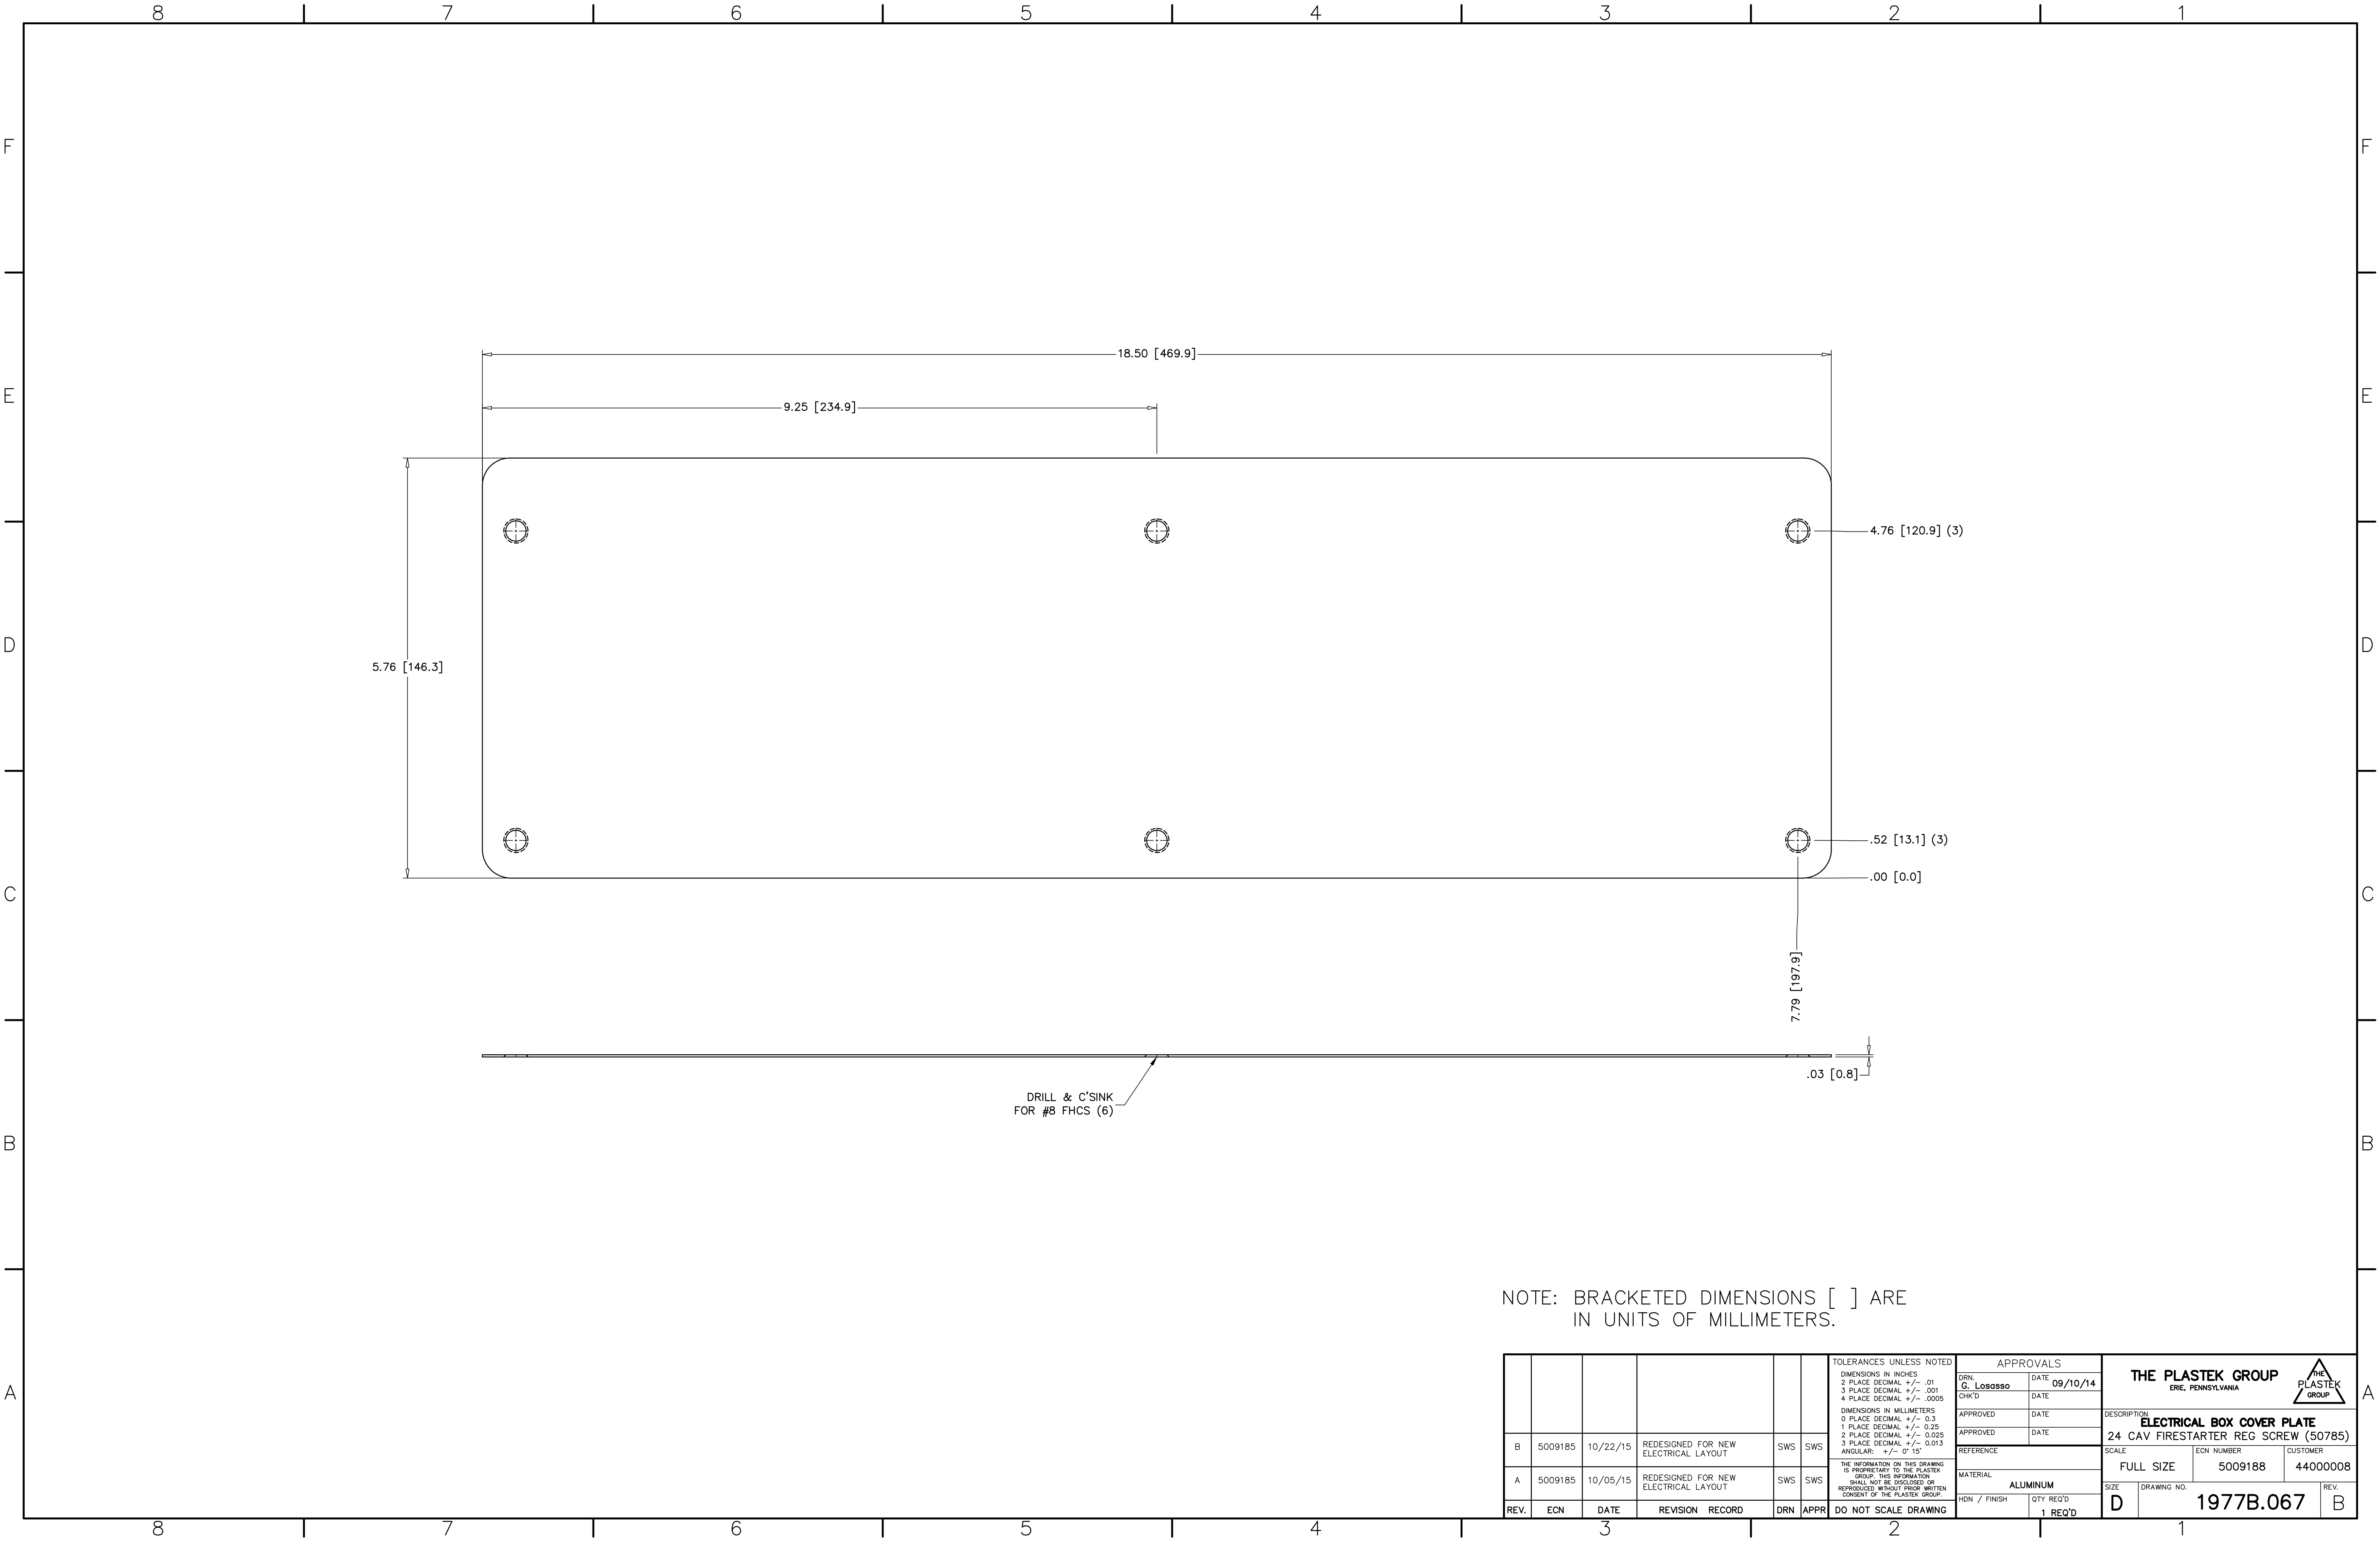 8 7 6 5 4 3 2 1
F F
E E
D D
C C
B B
A A
18.50 [469.9]
9.25 [234.9]
4.76 [120.9] (3)
5.76 [146.3]
.52 [13.1] (3)
.00 [0.0]
7.79 [197.9]
.03 [0.8]
DRILL & C'SINK
FOR #8 FHCS (6)
NOTE: BRACKETED DIMENSIONS [ ] ARE
IN UNITS OF MILLIMETERS.
B 5009185 10/22/15 REDESIGNED FOR NEW
ELECTRICAL LAYOUT SWS SWS
A 5009185 10/05/15 REDESIGNED FOR NEW
ELECTRICAL LAYOUT SWS SWS
REV. ECN DATE REVISION RECORD DRN APPR
TOLERANCES UNLESS NOTED
DIMENSIONS IN INCHES
2 PLACE DECIMAL +/- .01
3 PLACE DECIMAL +/- .001
4 PLACE DECIMAL +/- .0005
DIMENSIONS IN MILLIMETERS
0 PLACE DECIMAL +/- 0.3
1 PLACE DECIMAL +/- 0.25
2 PLACE DECIMAL +/- 0.025
3 PLACE DECIMAL +/- 0.013
ANGULAR: +/- 0° 15'
THE INFORMATION ON THIS DRAWING
IS PROPRIETARY TO THE PLASTEK
GROUP. THIS INFORMATION
SHALL NOT BE DISCLOSED OR
REPRODUCED WITHOUT PRIOR WRITTEN
CONSENT OF THE PLASTEK GROUP.
DO NOT SCALE DRAWING
APPROVALS
DRN. G. Losasso DATE 09/10/14
CHK'D DATE
APPROVED DATE
APPROVED DATE
REFERENCE
MATERIAL
ALUMINUM
HDN / FINISH QTY REQ'D
1 REQ'D
THE PLASTEK GROUP
ERIE, PENNSYLVANIA
THE
PLASTEK
GROUP
DESCRIPTION
ELECTRICAL BOX COVER PLATE
24 CAV FIRESTARTER REG SCREW (50785)
SCALE ECN NUMBER CUSTOMER
FULL SIZE 5009188 44000008
SIZE DRAWING NO. REV.
D 1977B.067 B
8 7 6 5 4 3 2 1